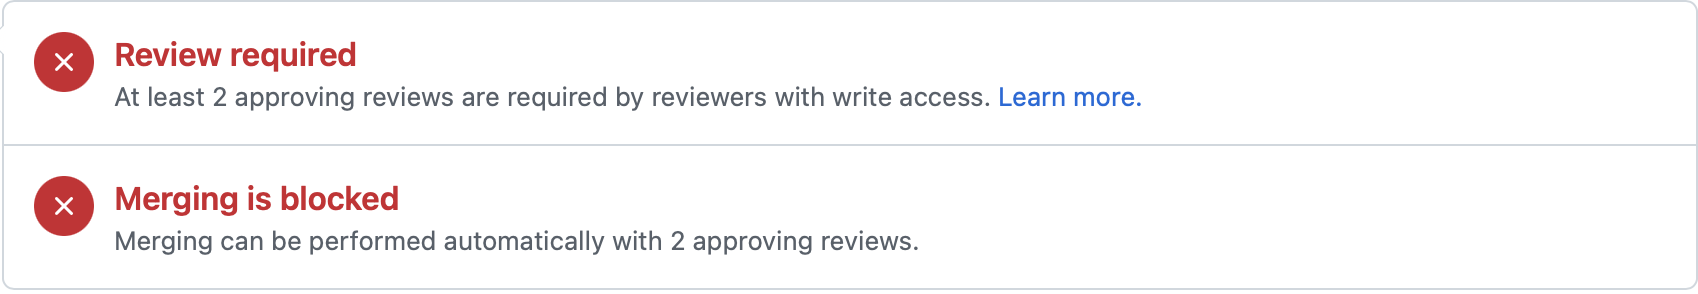 Review required
At least 2 approving reviews are required by reviewers with write access. Learn more.
Merging is blocked
Merging can be performed automatically with 2 approving reviews.